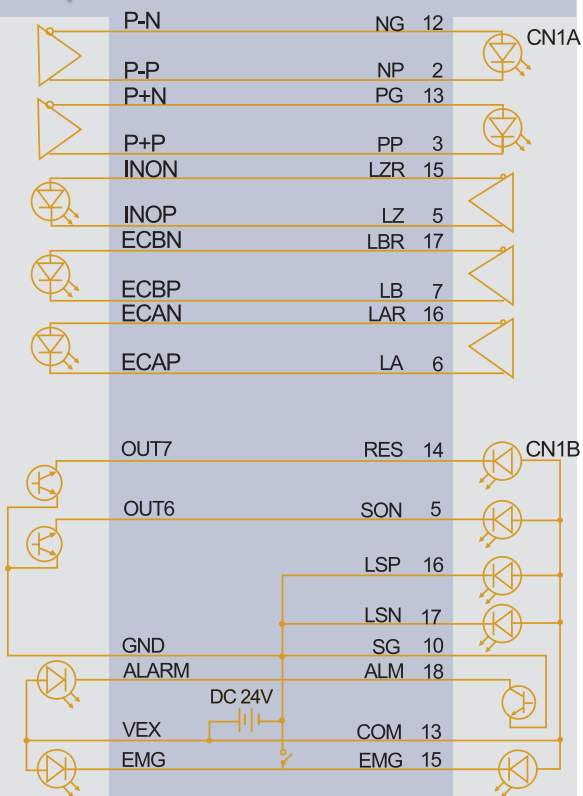 P-N NG 12
CN1A
P-P NP 2
P+N PG 13
P+P PP 3
INON LZR 15
INOP LZ 5
ECBN LBR 17
ECBP LB 7
ECAN LAR 16
ECAP LA 6
OUT7 RES 14 CN1B
OUT6 SON 5
LSP 16
LSN 17
GND SG 10
ALARM ALM 18
DC 24V
VEX COM 13
EMG EMG 15